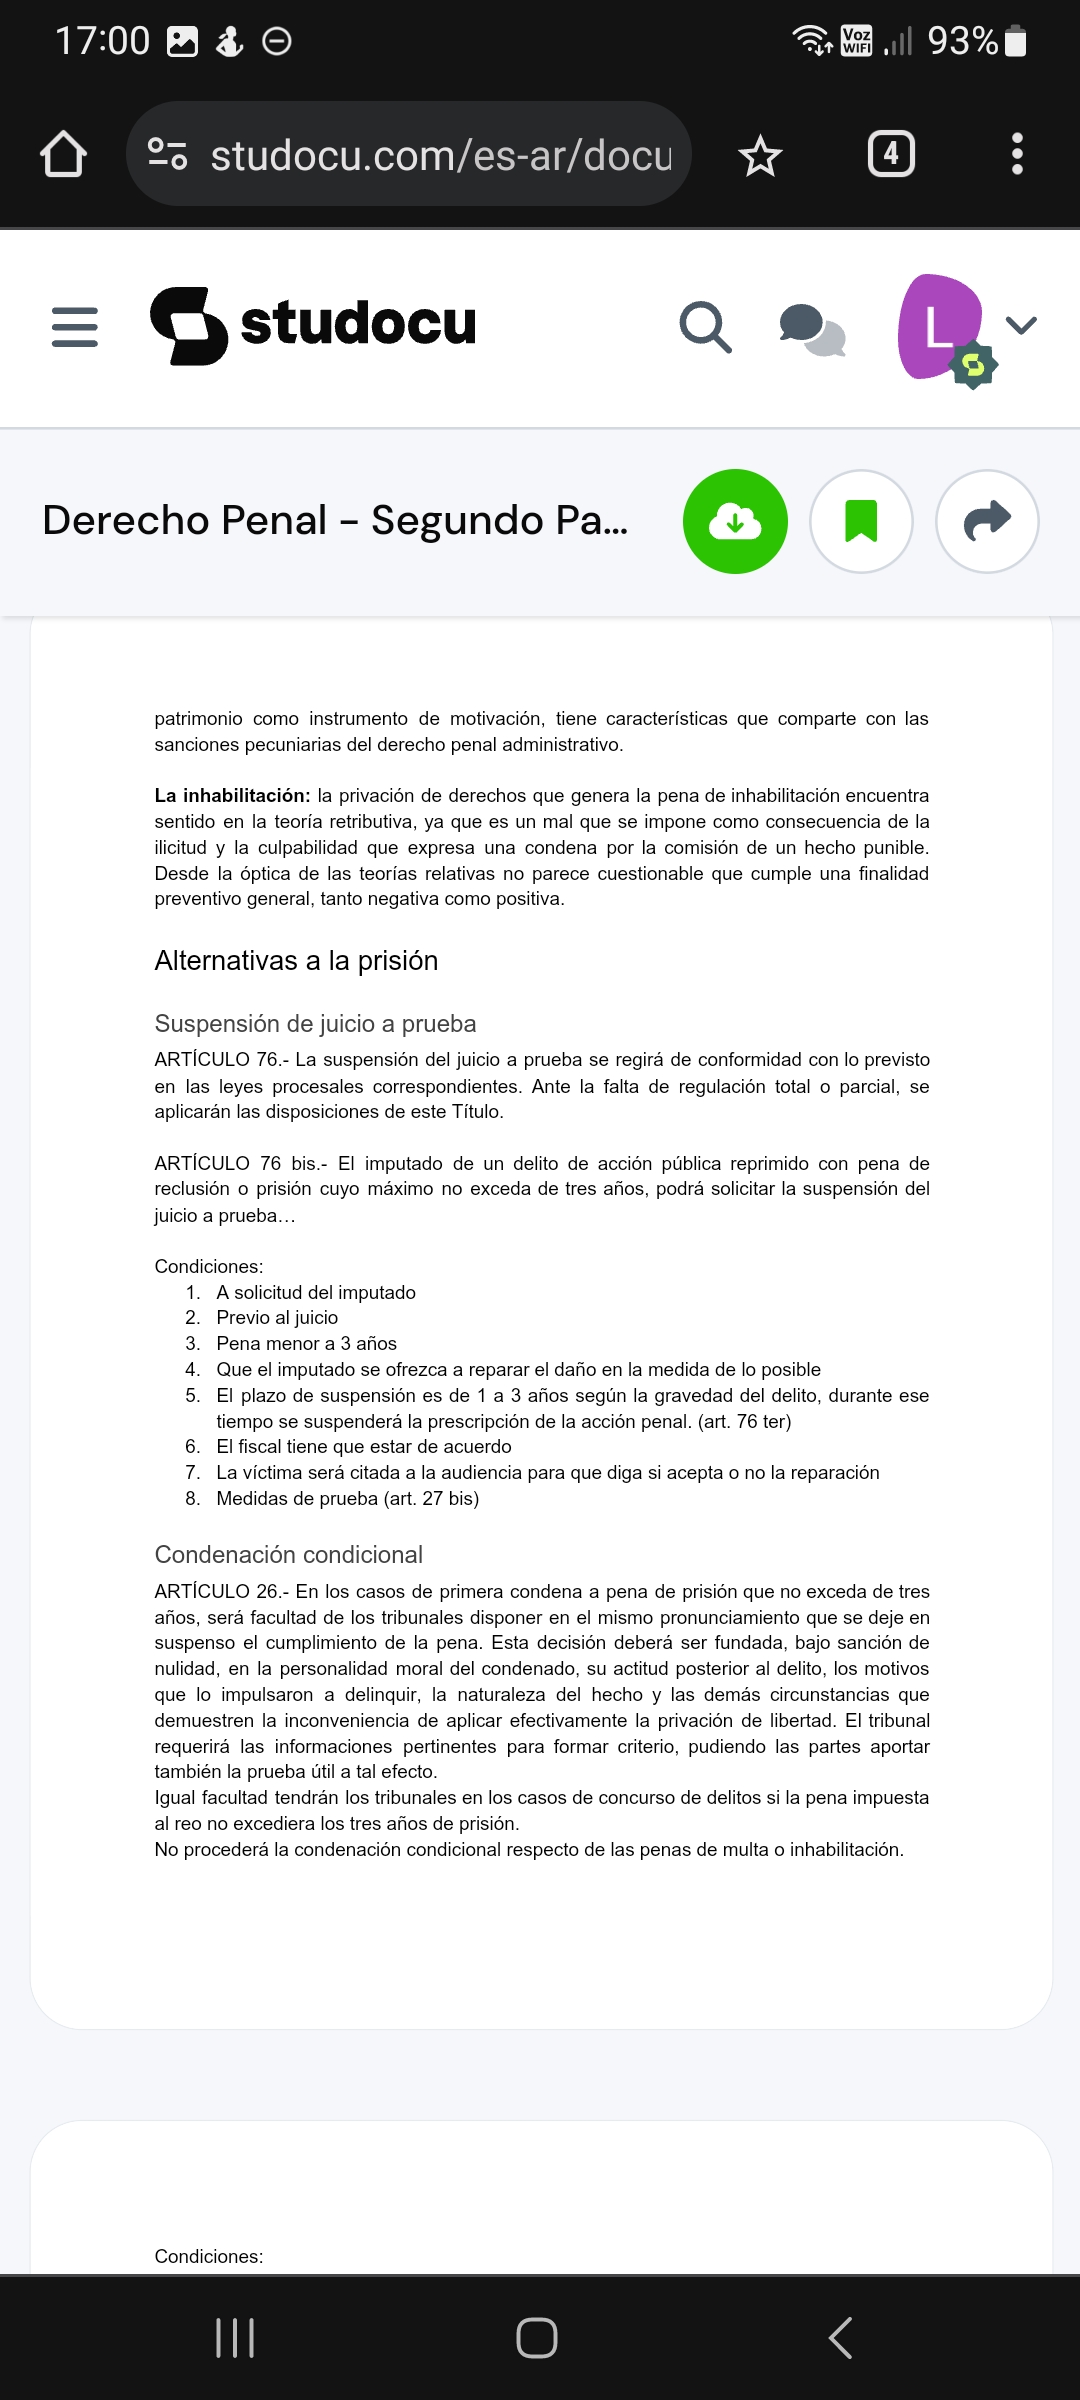 17:00
Voz WIFI
93%
studocu.com/es-ar/docu
4
studocu
L
Derecho Penal - Segundo Pa...
patrimonio como instrumento de motivación, tiene características que comparte con las
sanciones pecuniarias del derecho penal administrativo.
La inhabilitación: la privación de derechos que genera la pena de inhabilitación encuentra
sentido en la teoría retributiva, ya que es un mal que se impone como consecuencia de la
ilicitud y la culpabilidad que expresa una condena por la comisión de un hecho punible.
Desde la óptica de las teorías relativas no parece cuestionable que cumple una finalidad
preventivo general, tanto negativa como positiva.
Alternativas a la prisión
Suspensión de juicio a prueba
ARTÍCULO 76.- La suspensión del juicio a prueba se regirá de conformidad con lo previsto
en las leyes procesales correspondientes. Ante la falta de regulación total o parcial, se
aplicarán las disposiciones de este Título.
ARTÍCULO 76 bis.- El imputado de un delito de acción pública reprimido con pena de
reclusión o prisión cuyo máximo no exceda de tres años, podrá solicitar la suspensión del
juicio a prueba…
Condiciones:
1. A solicitud del imputado
2. Previo al juicio
3. Pena menor a 3 años
4. Que el imputado se ofrezca a reparar el daño en la medida de lo posible
5. El plazo de suspensión es de 1 a 3 años según la gravedad del delito, durante ese
tiempo se suspenderá la prescripción de la acción penal. (art. 76 ter)
6. El fiscal tiene que estar de acuerdo
7. La víctima será citada a la audiencia para que diga si acepta o no la reparación
8. Medidas de prueba (art. 27 bis)
Condenación condicional
ARTÍCULO 26.- En los casos de primera condena a pena de prisión que no exceda de tres
años, será facultad de los tribunales disponer en el mismo pronunciamiento que se deje en
suspenso el cumplimiento de la pena. Esta decisión deberá ser fundada, bajo sanción de
nulidad, en la personalidad moral del condenado, su actitud posterior al delito, los motivos
que lo impulsaron a delinquir, la naturaleza del hecho y las demás circunstancias que
demuestren la inconveniencia de aplicar efectivamente la privación de libertad. El tribunal
requerirá las informaciones pertinentes para formar criterio, pudiendo las partes aportar
también la prueba útil a tal efecto.
Igual facultad tendrán los tribunales en los casos de concurso de delitos si la pena impuesta
al reo no excediera los tres años de prisión.
No procederá la condenación condicional respecto de las penas de multa o inhabilitación.
Condiciones: